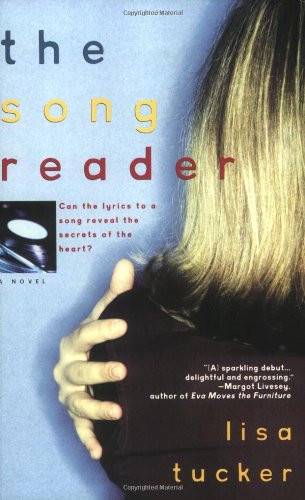 the
song
reader
Can the lyrics to a
song reveal the
secrets of the
heart?
A NOVEL
"[A] sparkling debut...
delightful and engrossing."
—Margot Livesey,
author of Eva Moves the Furniture
lisa
tucker